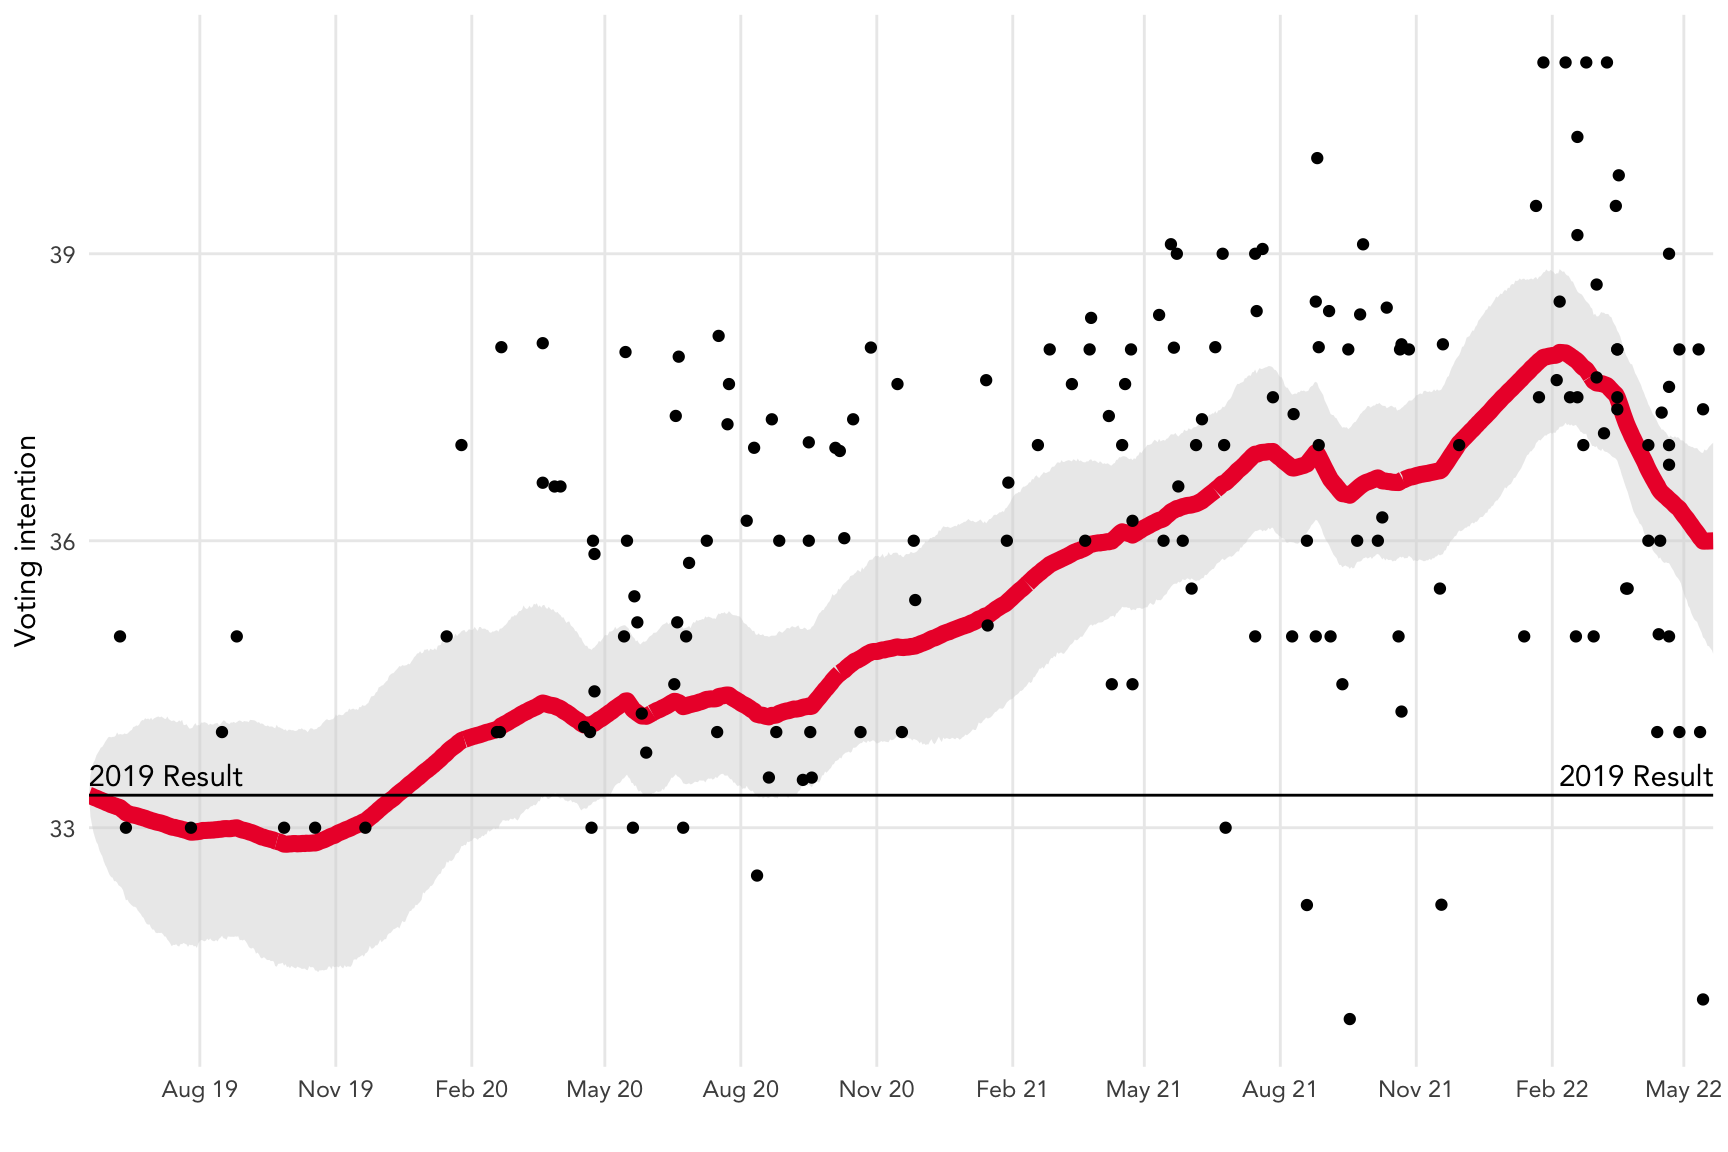 Voting intention
39
36
33
2019 Result
2019 Result
Aug 19
Nov 19
Feb 20
May 20
Aug 20
Nov 20
Feb 21
May 21
Aug 21
Nov 21
Feb 22
May 22